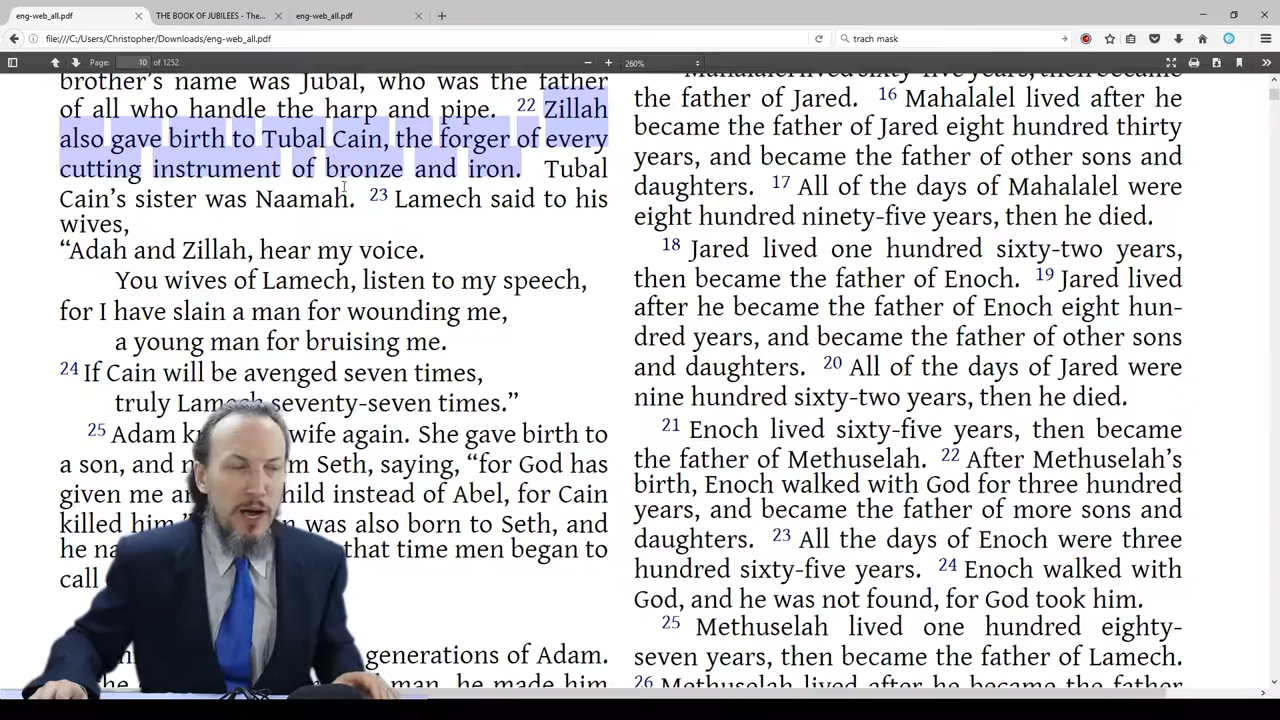 eng-web_all.pdf
THE BOOK OF JUBILEES - The...
eng-web_all.pdf
file:///C:/Users/Christopher/Downloads/eng-web_all.pdf
trach mask
Page: 10 of 1252
260%
brother's name was Jubal, who was the father
of all who handle the harp and pipe. 22 Zillah
also gave birth to Tubal Cain, the forger of every
cutting instrument of bronze and iron. Tubal
Cain's sister was Naamah. 23 Lamech said to his
wives,
“Adah and Zillah, hear my voice.
You wives of Lamech, listen to my speech,
for I have slain a man for wounding me,
a young man for bruising me.
24 If Cain will be avenged seven times,
truly Lamech seventy-seven times.”
25 Adam wife again. She gave birth to
a son, and Seth, saying, “for God has
given me child instead of Abel, for Cain
killed him was also born to Seth, and
he that time men began to
call
generations of Adam.
man, he made him
the father of Jared. 16 Mahalalel lived after he
became the father of Jared eight hundred thirty
years, and became the father of other sons and
daughters. 17 All of the days of Mahalalel were
eight hundred ninety-five years, then he died.
18 Jared lived one hundred sixty-two years,
then became the father of Enoch. 19 Jared lived
after he became the father of Enoch eight hun-
dred years, and became the father of other sons
and daughters. 20 All of the days of Jared were
nine hundred sixty-two years, then he died.
21 Enoch lived sixty-five years, then became
the father of Methuselah. 22 After Methuselah's
birth, Enoch walked with God for three hundred
years, and became the father of more sons and
daughters. 23 All the days of Enoch were three
hundred sixty-five years. 24 Enoch walked with
God, and he was not found, for God took him.
25 Methuselah lived one hundred eighty-
seven years, then became the father of Lamech.
26 Methuselah lived after he became the father